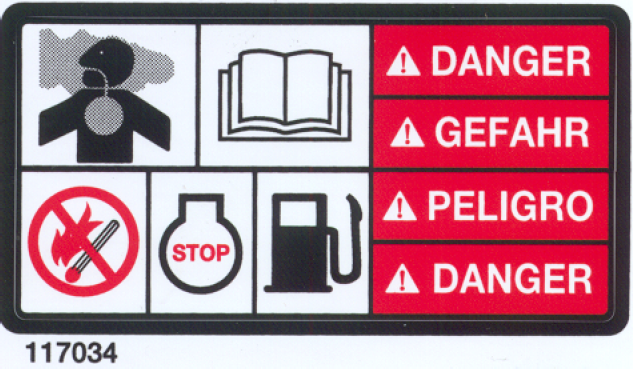 DANGER
GEFAHR
PELIGRO
DANGER
STOP
117034